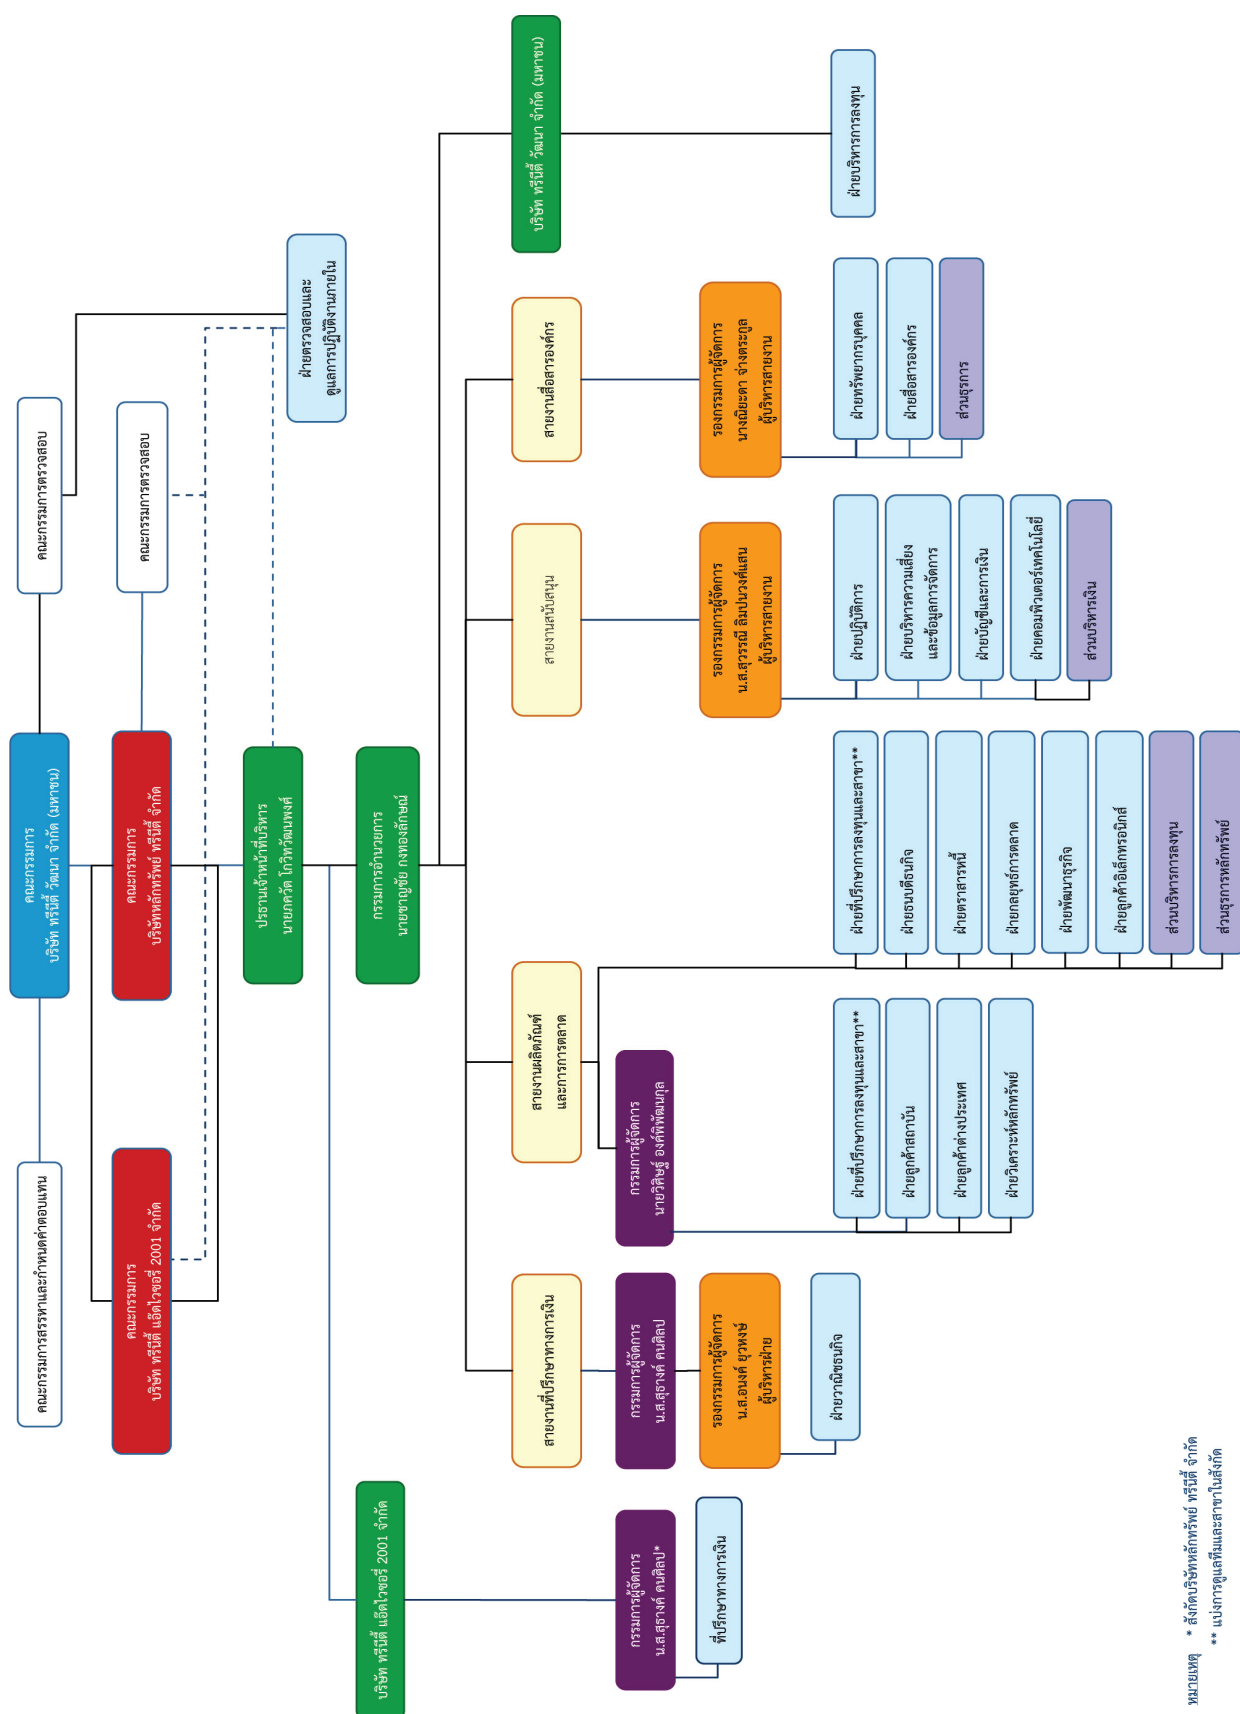 คณะกรรมการ
บริษัท ทรีนีตี้ วัฒนา จำกัด (มหาชน)
คณะกรรมการสรรหาและกำหนดค่าตอบแทน
คณะกรรมการตรวจสอบ
คณะกรรมการ
บริษัท ทรีนีตี้ แอ๊ดไวซอรี่ 2001 จำกัด
คณะกรรมการ
บริษัทหลักทรัพย์ ทรีนีตี้ จำกัด
คณะกรรมการตรวจสอบ
ประธานเจ้าหน้าที่บริหาร
นายภควัต โกวิทวัฒนพงศ์
ฝ่ายตรวจสอบและ
ดูแลการปฏิบัติงานภายใน
บริษัท ทรีนีตี้ แอ๊ดไวซอรี่ 2001 จำกัด
กรรมการอำนวยการ
นายชาญชัย กงทองลักษณ์
สายงานที่ปรึกษาทางการเงิน
สายงานผลิตภัณฑ์
และการตลาด
สายงานสนับสนุน
สายงานสื่อสารองค์กร
บริษัท ทรีนีตี้ วัฒนา จำกัด (มหาชน)
กรรมการผู้จัดการ
น.ส.สุธางค์ คนศิลป*
กรรมการผู้จัดการ
น.ส.สุธางค์ คนศิลป
กรรมการผู้จัดการ
นายวิศิษฐ์ องค์พิพัฒนกุล
ที่ปรึกษาทางการเงิน
รองกรรมการผู้จัดการ
น.ส.อนงค์ ยุวหงษ์
ผู้บริหารฝ่าย
รองกรรมการผู้จัดการ
น.ส.สุวรรณี ลิมปนวงศ์แสน
ผู้บริหารสายงาน
รองกรรมการผู้จัดการ
นางณิยะดา จ่างตระกูล
ผู้บริหารสายงาน
ฝ่ายวาณิชธนกิจ
ฝ่ายที่ปรึกษาการลงทุนและสาขา**
ฝ่ายลูกค้าสถาบัน
ฝ่ายลูกค้าต่างประเทศ
ฝ่ายวิเคราะห์หลักทรัพย์
ฝ่ายที่ปรึกษาการลงทุนและสาขา**
ฝ่ายธนบดีธนกิจ
ฝ่ายตราสารหนี้
ฝ่ายกลยุทธ์การตลาด
ฝ่ายพัฒนาธุรกิจ
ฝ่ายลูกค้าอิเล็กทรอนิกส์
ส่วนบริหารการลงทุน
ส่วนธุรการหลักทรัพย์
ฝ่ายปฏิบัติการ
ฝ่ายบริหารความเสี่ยง
และข้อมูลการจัดการ
ฝ่ายบัญชีและการเงิน
ฝ่ายคอมพิวเตอร์เทคโนโลยี่
ส่วนบริหารเงิน
ฝ่ายทรัพยากรบุคคล
ฝ่ายสื่อสารองค์กร
ส่วนธุรการ
ฝ่ายบริหารการลงทุน
หมายเหตุ * สังกัดบริษัทหลักทรัพย์ ทรีนีตี้ จำกัด
** แบ่งการดูแลทีมและสาขาในสังกัด